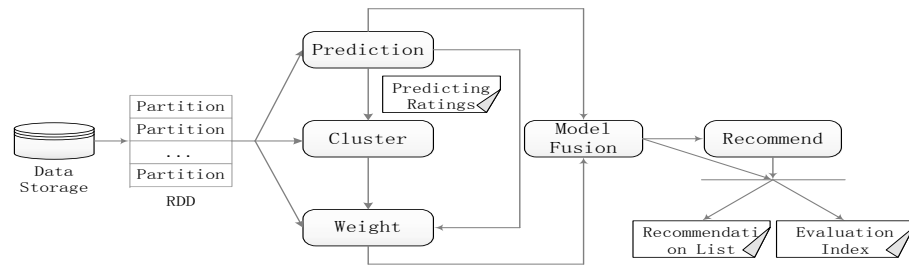 Prediction
Predicting
Ratings
Partition
Partition
...
Partition
RDD
Data
Storage
Cluster
Model
Fusion
Recommend
Weight
Recommendati
on List
Evaluation
Index